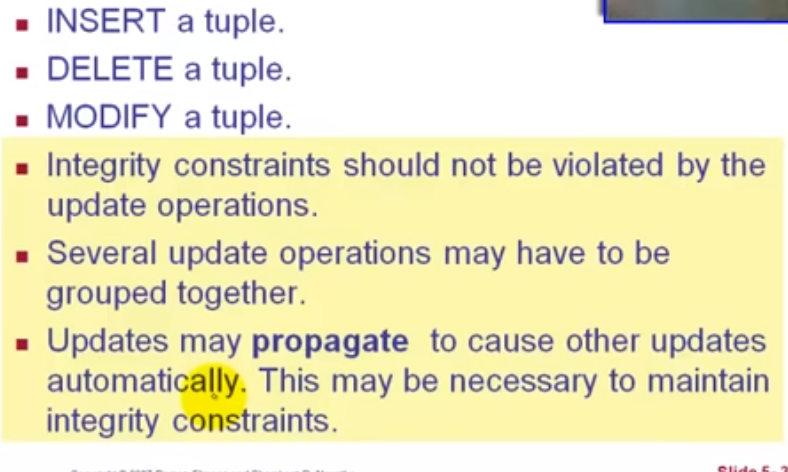 ▪ INSERT a tuple.
▪ DELETE a tuple.
▪ MODIFY a tuple.
▪ Integrity constraints should not be violated by the
update operations.
▪ Several update operations may have to be
grouped together.
▪ Updates may propagate to cause other updates
automatically. This may be necessary to maintain
integrity constraints.
Slide 5-2